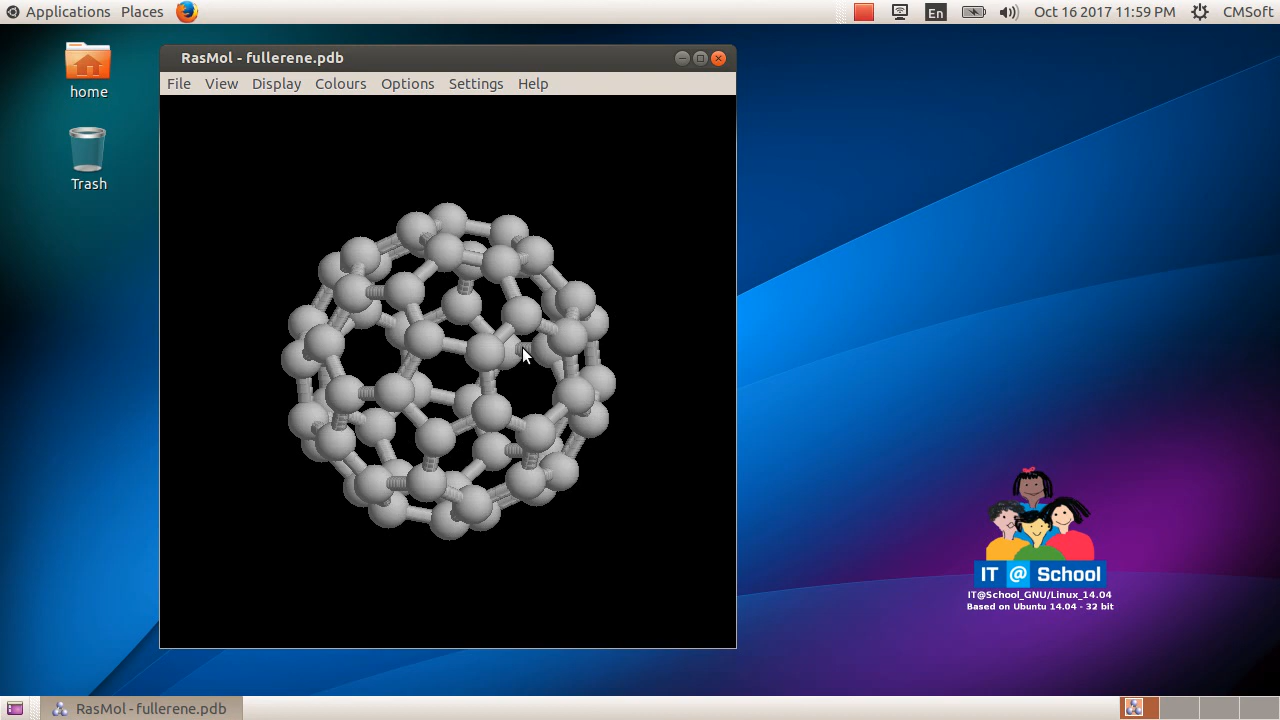 Applications Places En Oct 16 2017 11:59 PM CMSoft
home
Trash
RasMol - fullerene.pdb
File View Display Colours Options Settings Help
IT @ School
IT@School_GNU/Linux_14.04
Based on Ubuntu 14.04 - 32 bit
RasMol - fullerene.pdb